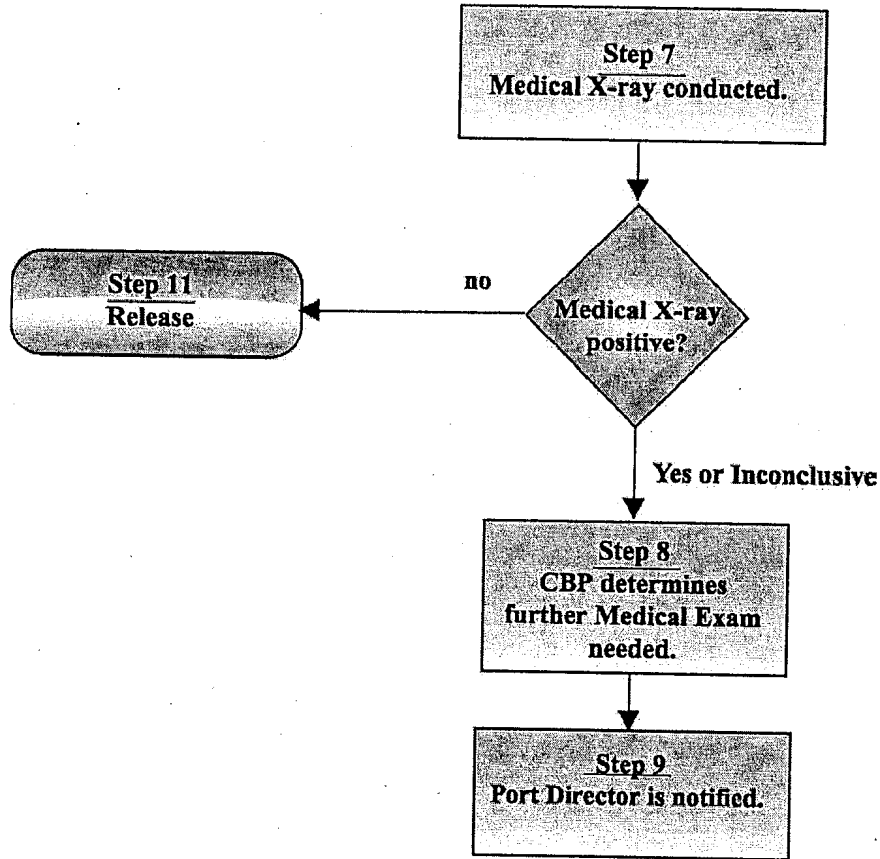 Step 7
Medical X-ray conducted.
no
Step 11
Release
Medical X-ray
positive?
Yes or Inconclusive
Step 8
CBP determines
further Medical Exam
needed.
Step 9
Port Director is notified.